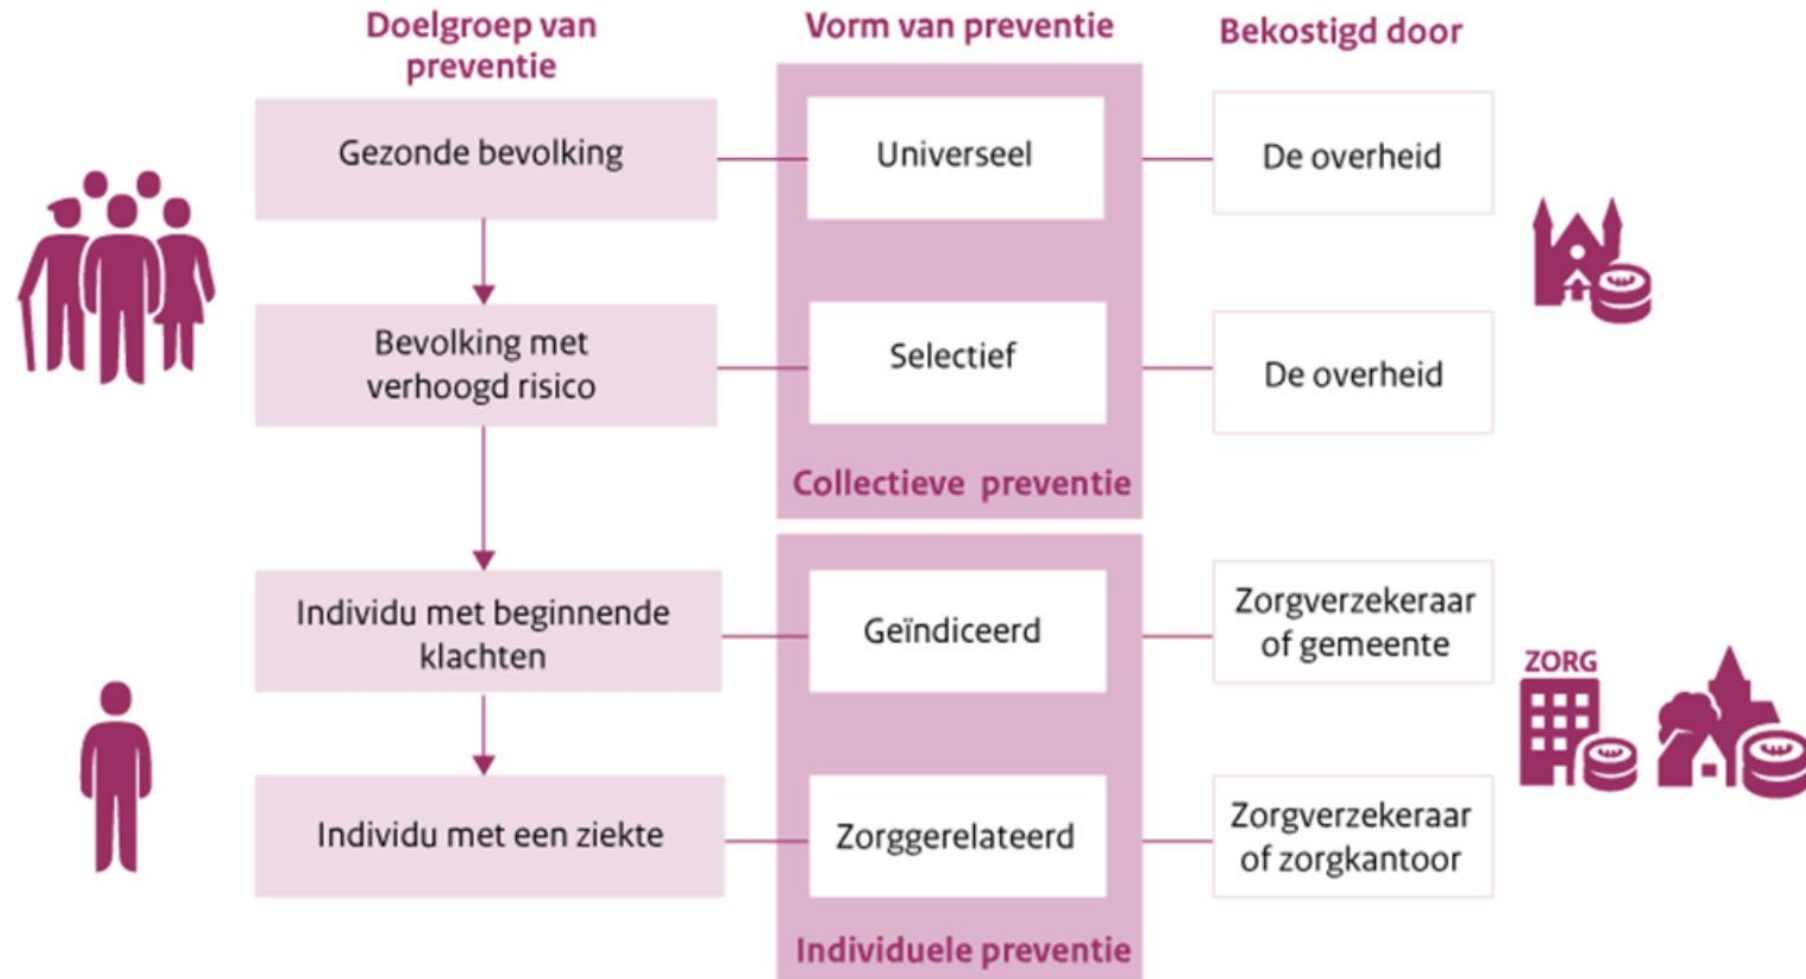 Doelgroep van
preventie
Vorm van preventie
Bekostigd door
Gezonde bevolking
Universeel
De overheid
Bevolking met
verhoogd risico
Selectief
De overheid
Collectieve preventie
Individu met beginnende
klachten
Geïndiceerd
Zorgverzekeraar
of gemeente
ZORG
Individu met een ziekte
Zorggerelateerd
Zorgverzekeraar
of zorgkantoor
Individuele preventie